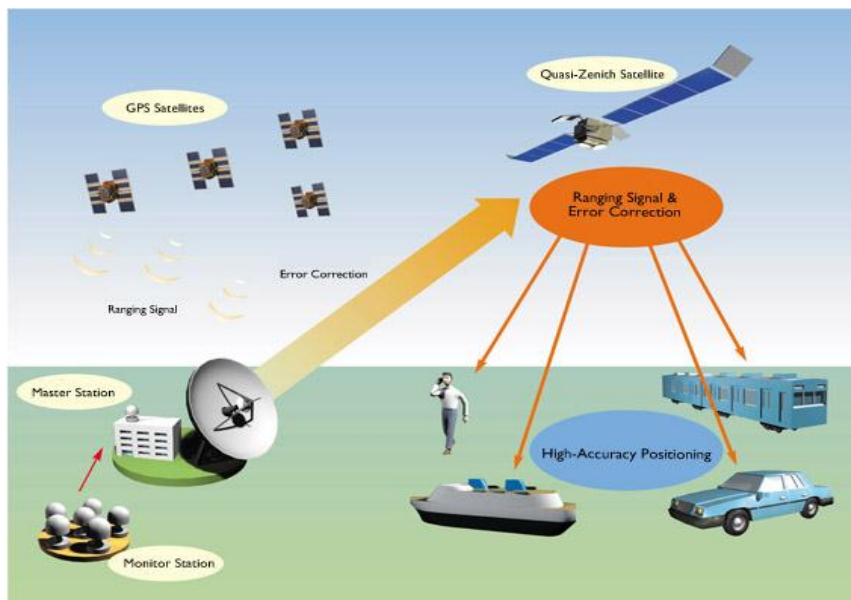 Quasi-Zenith Satellite
GPS Satellites
Ranging Signal &
Error Correction
Error Correction
Ranging Signal
Master Station
High-Accuracy Positioning
Monitor Station